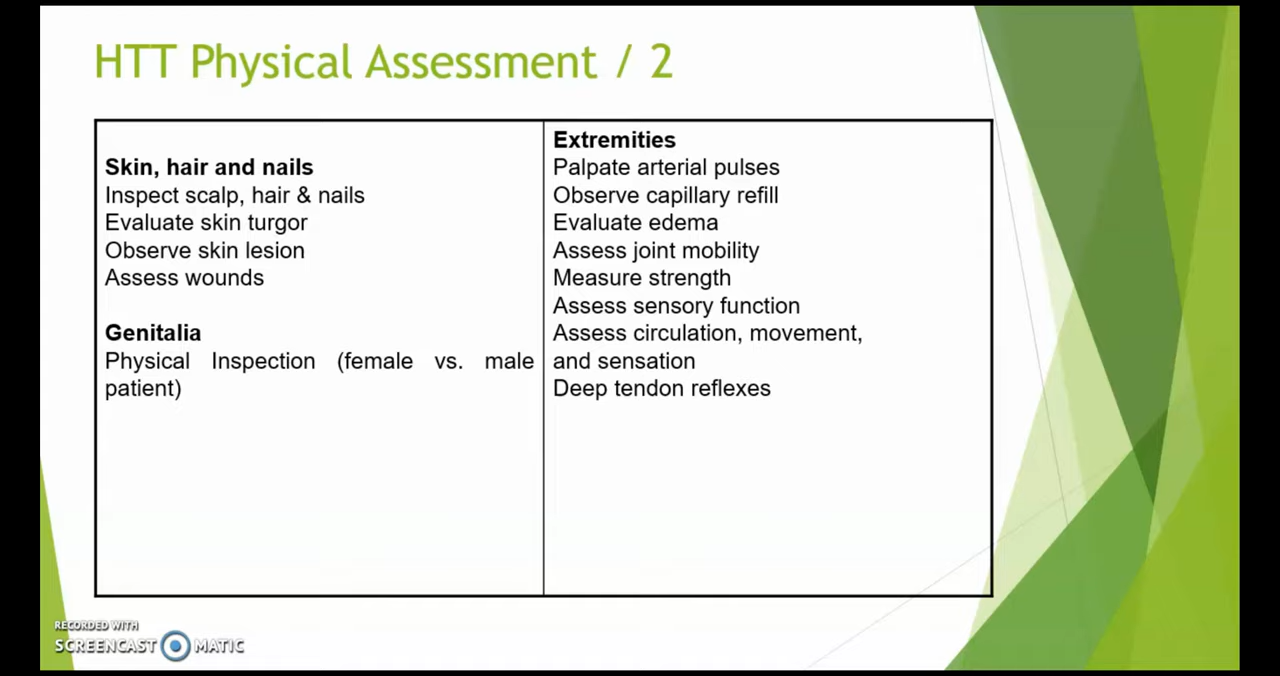 HTT Physical Assessment / 2
Skin, hair and nails
Inspect scalp, hair & nails
Evaluate skin turgor
Observe skin lesion
Assess wounds
Genitalia
Physical Inspection (female vs. male
patient)
Extremities
Palpate arterial pulses
Observe capillary refill
Evaluate edema
Assess joint mobility
Measure strength
Assess sensory function
Assess circulation, movement,
and sensation
Deep tendon reflexes
RECORDED WITH
SCREENCAST MATIC